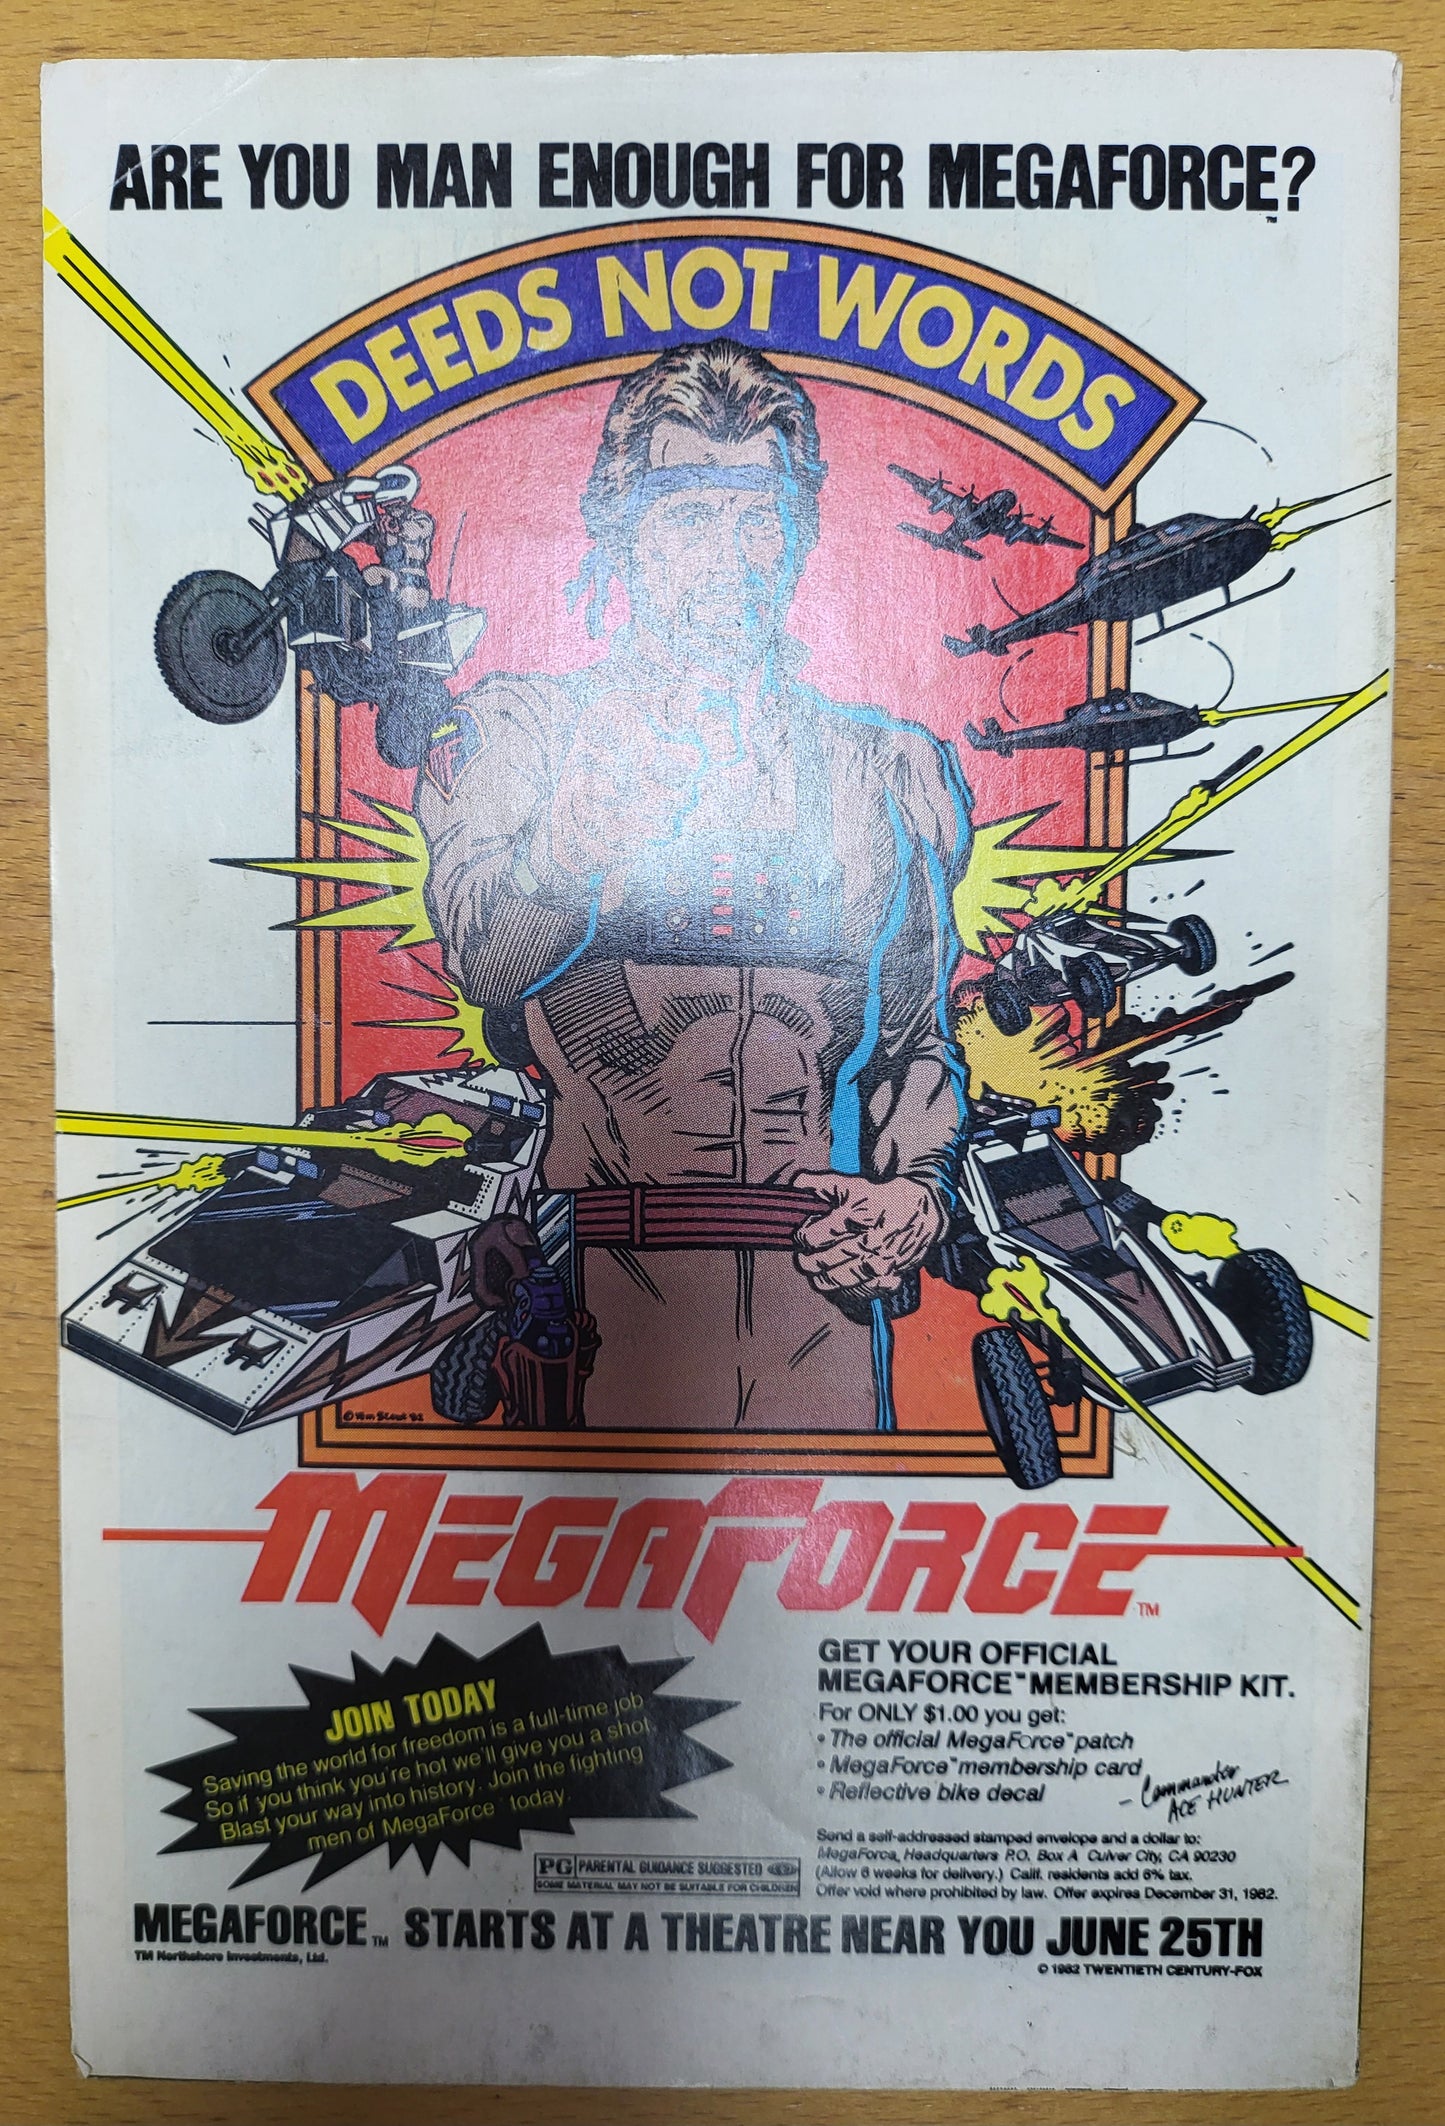 ARE YOU MAN ENOUGH FOR MEGAFORCE?
TM
DEEDS NOT WORDS
MEGAFORCE TM
JOIN TODAY
Saving the world for freedom is a full-time job
So if you think you're hot we'll give you a shot.
Blast your way into history. Join the fighting
men of MegaForce today.
GET YOUR OFFICIAL
MEGAFORCE™ MEMBERSHIP KIT.
For ONLY $1.00 you get:
• The official MegaForce™ patch
• MegaForce™ membership card
• Reflective bike decal
– Commander
ACE HUNTER
Send a self-addressed stamped envelope and a dollar to:
MegaForce, Headquarters P.O. Box A Culver City, CA 90230
(Allow 6 weeks for delivery.) Calif. residents add 6% tax.
Offer void where prohibited by law. Offer expires December 31, 1982.
PG PARENTAL GUIDANCE SUGGESTED
SOME MATERIAL MAY NOT BE SUITABLE FOR CHILDREN
MEGAFORCE TM STARTS AT A THEATRE NEAR YOU JUNE 25TH
TM Northshore Investments, Ltd.
© 1982 TWENTIETH CENTURY-FOX